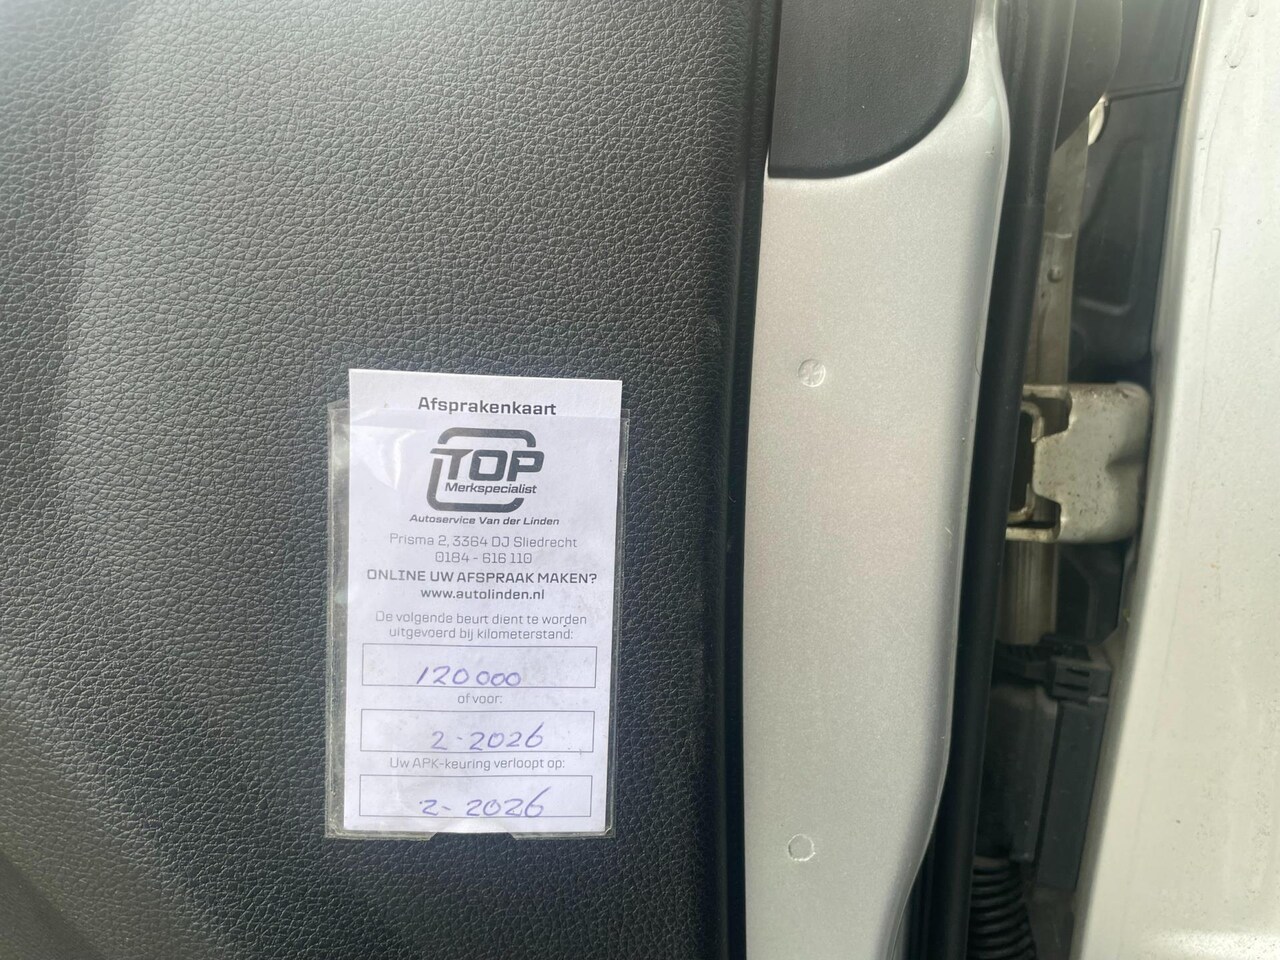 Afsprakenkaart
TOP
Merkspecialist
Autoservice Van der Linden
Prisma 2, 3364 DJ Sliedrecht
0184 - 616 110
ONLINE UW AFSPRAAK MAKEN?
www.autolinden.nl
De volgende beurt dient te worden
uitgevoerd bij kilometerstand:
120000
of voor:
2-2026
Uw APK-keuring verloopt op:
2-2026